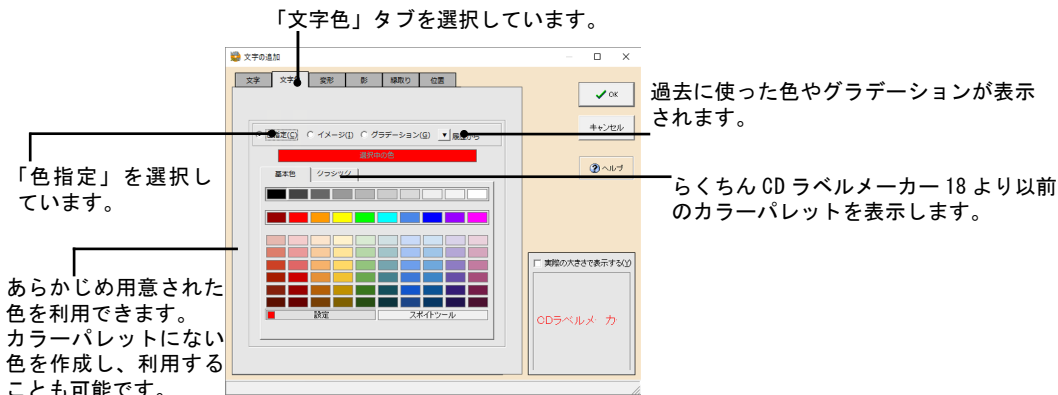 「文字色」タブを選択しています。
文字の追加
文字
変形
影
縁取り
位置
OK
キャンセル
ヘルプ
過去に使った色やグラデーションが表示
されます。
イメージ(I)
グラデーション(G)
選択中の色
基本色
クラシック
「色指定」を選択し
ています。
らくちん CD ラベルメーカー 18 より以前
のカラーパレットを表示します。
あらかじめ用意された
色を利用できます。
カラーパレットにない
色を作成し、利用する
ことも可能です。
設定
スポイトツール
実際の大きさで表示する(Y)
CDラベルメ カ